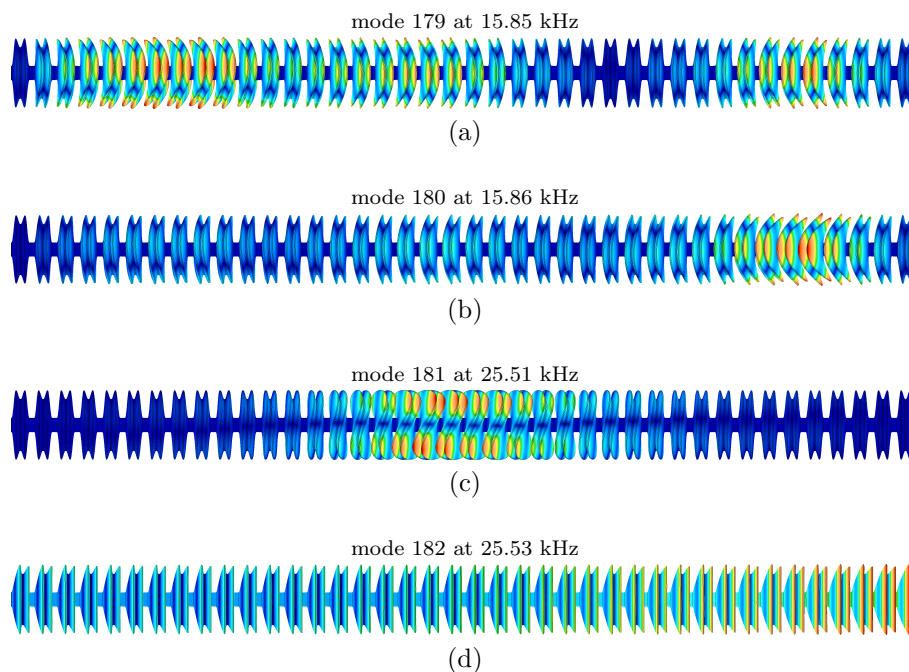 mode 179 at 15.85 kHz
(a)
mode 180 at 15.86 kHz
(b)
mode 181 at 25.51 kHz
(c)
mode 182 at 25.53 kHz
(d)